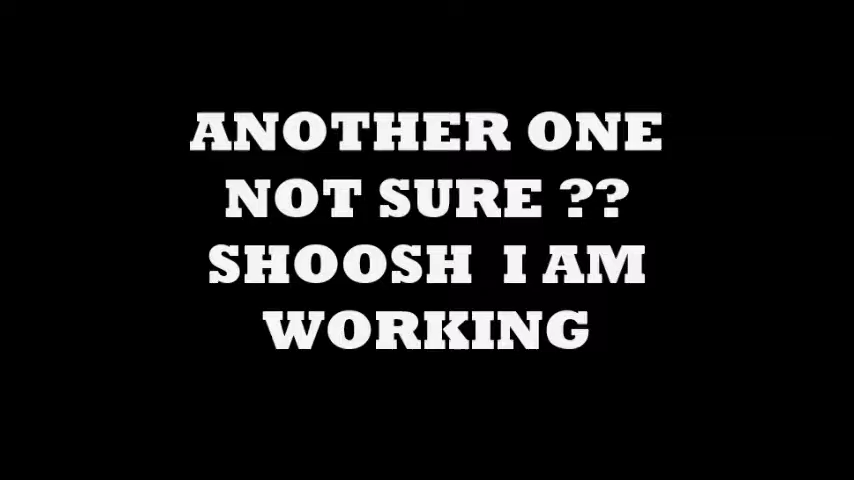 ANOTHER ONE
NOT SURE ??
SHOOSH  I AM
WORKING